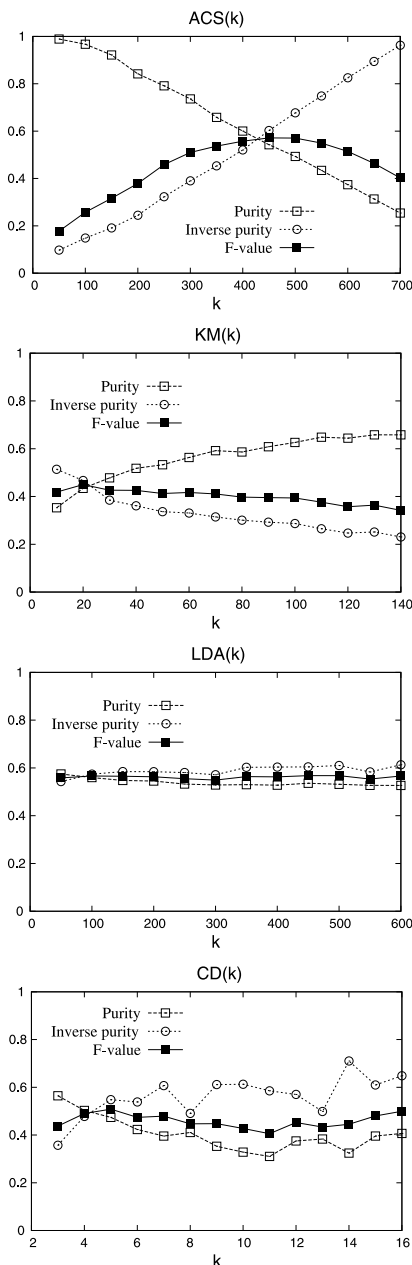 ACS(k)
1
0.8
0.6
0.4
0.2
0
Purity
Inverse purity
F-value
0 100 200 300 400 500 600 700
k
KM(k)
1
Purity
Inverse purity
F-value
0.8
0.6
0.4
0.2
0
0 20 40 60 80 100 120 140
k
LDA(k)
1
Purity
Inverse purity
F-value
0.8
0.6
0.4
0.2
0
0 100 200 300 400 500 600
k
CD(k)
1
Purity
Inverse purity
F-value
0.8
0.6
0.4
0.2
0
2 4 6 8 10 12 14 16
k